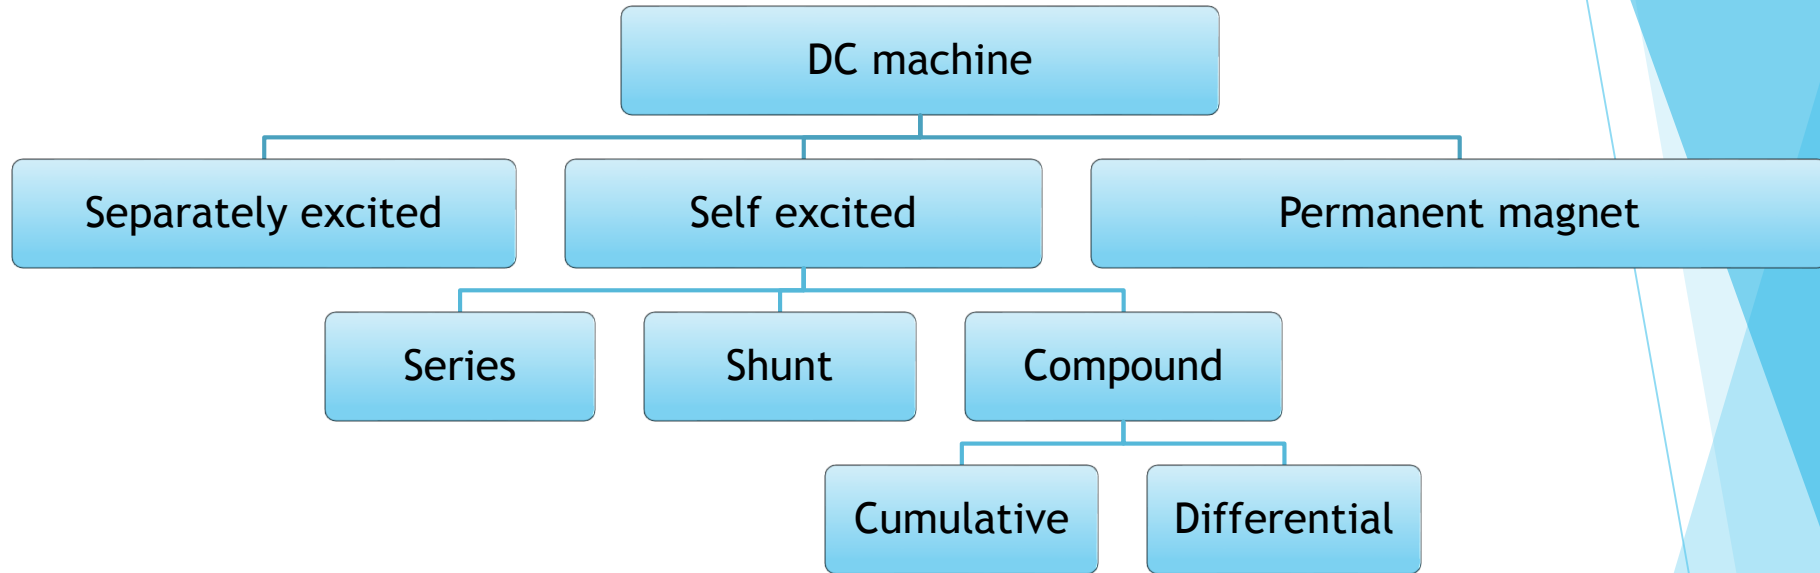 DC machine
Separately excited
Self excited
Permanent magnet
Series
Shunt
Compound
Cumulative
Differential